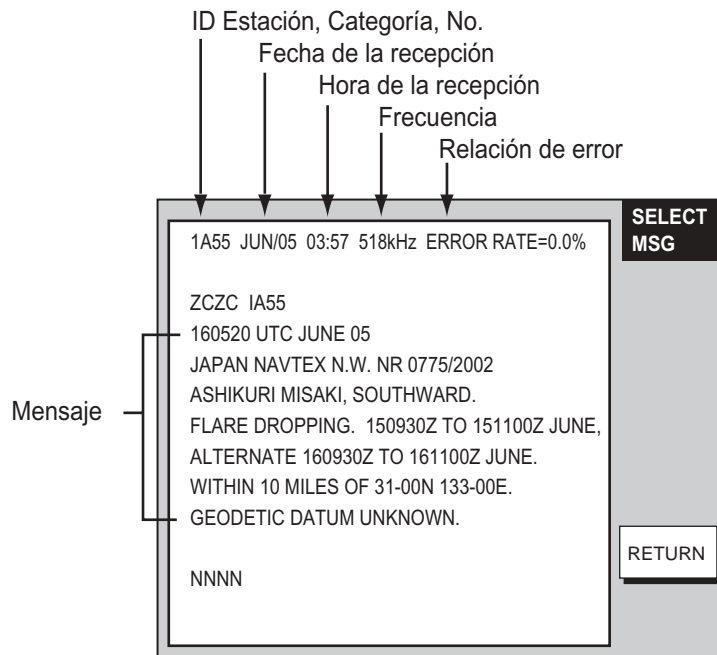 ID Estación, Categoría, No.
Fecha de la recepción
Hora de la recepción
Frecuencia
Relación de error
SELECT
MSG
1A55 JUN/05 03:57 518kHz ERROR RATE=0.0%
ZCZC IA55
160520 UTC JUNE 05
JAPAN NAVTEX N.W. NR 0775/2002
ASHIKURI MISAKI, SOUTHWARD.
Mensaje
FLARE DROPPING. 150930Z TO 151100Z JUNE,
ALTERNATE 160930Z TO 161100Z JUNE.
WITHIN 10 MILES OF 31-00N 133-00E.
GEODETIC DATUM UNKNOWN.
RETURN
NNNN